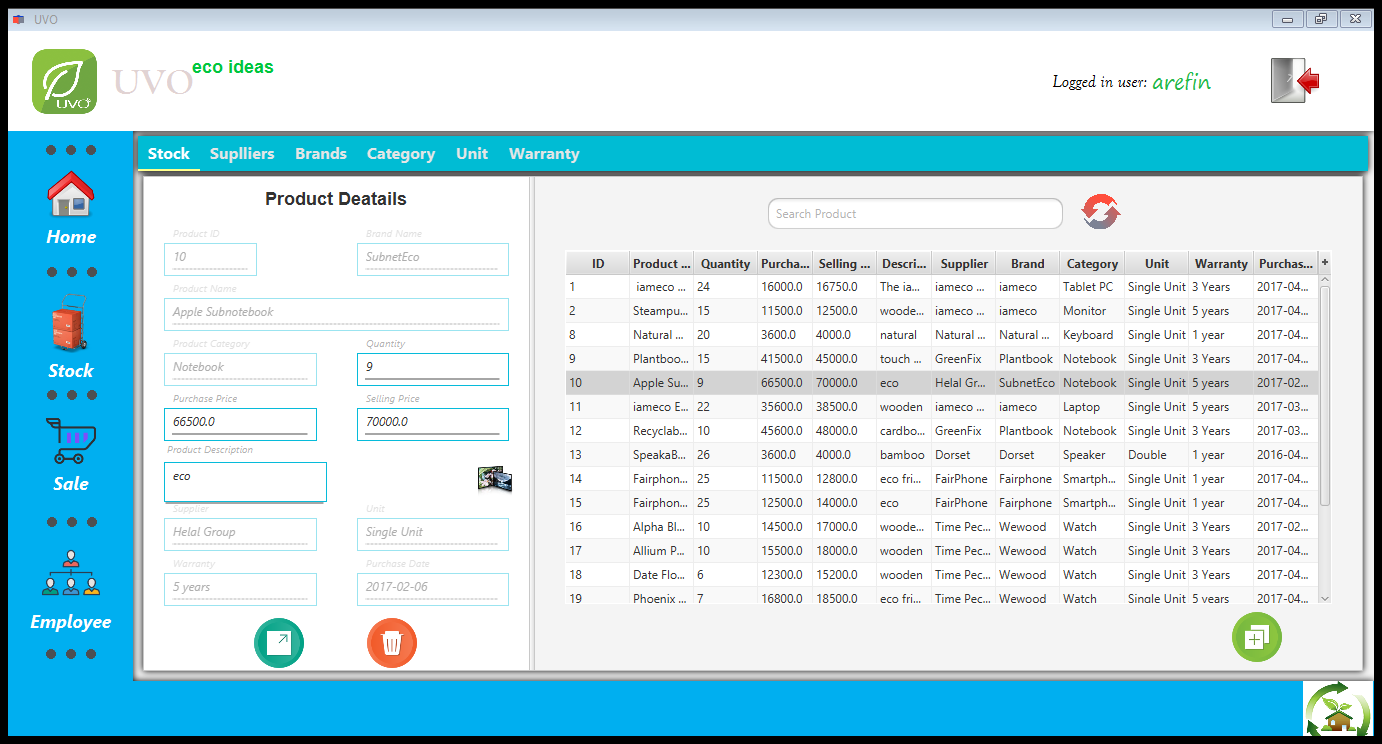 UVO
UVO
UVO eco ideas
Logged in user: arefin
Stock Suplliers Brands Category Unit Warranty
Home
Stock
Sale
Employee
Product Deatails
Product ID Brand Name
10 SubnetEco
Product Name
Apple Subnotebook
Product Category Quantity
Notebook 9
Purchase Price Selling Price
66500.0 70000.0
Product Description
eco
Supplier Unit
Helal Group Single Unit
Warranty Purchase Date
5 years 2017-02-06
Search Product
ID Product ... Quantity Purcha... Selling ... Descri... Supplier Brand Category Unit Warranty Purchas... +
1 iameco ... 24 16000.0 16750.0 The ia... iameco ... iameco Tablet PC Single Unit 3 Years 2017-04...
2 Steampu... 15 11500.0 12500.0 woode... iameco ... iameco Monitor Single Unit 5 years 2017-04...
8 Natural ... 20 3600.0 4000.0 natural Natural ... Natural ... Keyboard Single Unit 1 year 2017-04...
9 Plantboo... 15 41500.0 45000.0 touch ... GreenFix Plantbook Notebook Single Unit 3 Years 2017-04...
10 Apple Su... 9 66500.0 70000.0 eco Helal Gr... SubnetEco Notebook Single Unit 5 years 2017-02...
11 iameco E... 22 35600.0 38500.0 wooden iameco ... iameco Laptop Single Unit 5 years 2017-03...
12 Recyclab... 10 45600.0 48000.0 cardbo... GreenFix Plantbook Notebook Single Unit 3 Years 2017-03...
13 SpeakaB... 26 3600.0 4000.0 bamboo Dorset Dorset Speaker Double 1 year 2016-04...
14 Fairphon... 25 11500.0 12800.0 eco fri... FairPhone Fairphone Smartph... Single Unit 1 year 2017-04...
15 Fairphon... 25 12500.0 14000.0 eco FairPhone Fairphone Smartph... Single Unit 1 year 2017-04...
16 Alpha Bl... 10 14500.0 17000.0 woode... Time Pec... Wewood Watch Single Unit 3 Years 2017-02...
17 Allium P... 10 15500.0 18000.0 wooden Time Pec... Wewood Watch Single Unit 3 Years 2017-04...
18 Date Flo... 6 12300.0 15200.0 wooden Time Pec... Wewood Watch Single Unit 3 Years 2017-04...
19 Phoenix ... 7 16800.0 18500.0 eco fri... Time Pec... Wewood Watch Single Unit 5 years 2017-04...